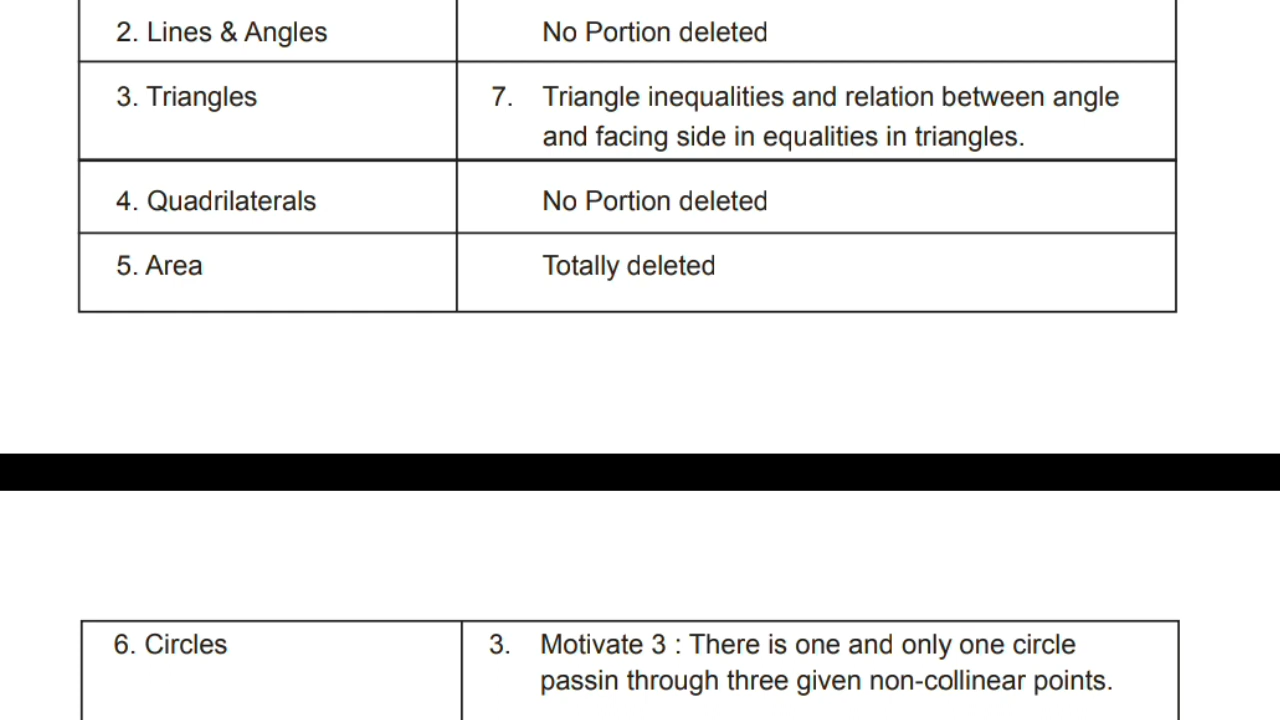 2. Lines & Angles
No Portion deleted
3. Triangles
7. Triangle inequalities and relation between angle
and facing side in equalities in triangles.
4. Quadrilaterals
No Portion deleted
5. Area
Totally deleted
6. Circles
3. Motivate 3 : There is one and only one circle
passin through three given non-collinear points.